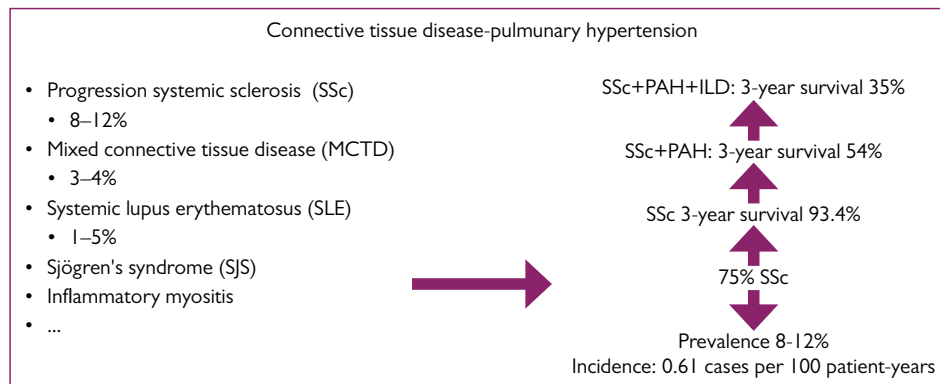 Connective tissue disease-pulmunary hypertension
• Progression systemic sclerosis (SSc)
• 8–12%
• Mixed connective tissue disease (MCTD)
• 3–4%
• Systemic lupus erythematosus (SLE)
• 1–5%
• Sjögren's syndrome (SJS)
• Inflammatory myositis
• ...
SSc+PAH+ILD: 3-year survival 35%
SSc+PAH: 3-year survival 54%
SSc 3-year survival 93.4%
75% SSc
Prevalence 8-12%
Incidence: 0.61 cases per 100 patient-years